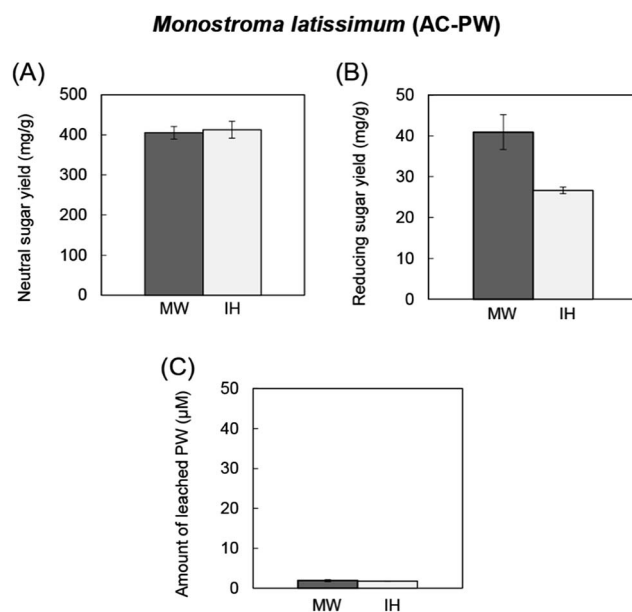 Monostroma latissimum (AC-PW)
(A)
Neutral sugar yield (mg/g)
500
400
300
200
100
0
MW IH
(B)
Reducing sugar yield (mg/g)
50
40
30
20
10
0
MW IH
(C)
Amount of leached PW (μM)
50
40
30
20
10
0
MW IH